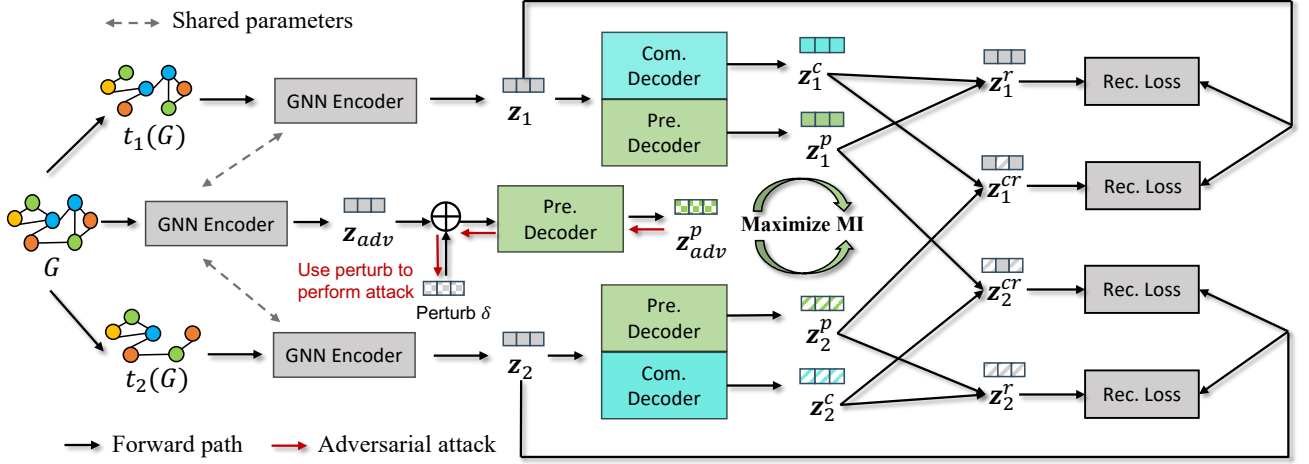 Shared parameters
t₁(G)
GNN Encoder
z₁
Com. Decoder
Pre. Decoder
z₁ᶜ
z₁ᵖ
z₁ʳ
Rec. Loss
z₁ᶜʳ
Rec. Loss
G
GNN Encoder
z_adv
Pre. Decoder
z_adv^p
Maximize MI
Use perturb to
perform attack
Perturb δ
t₂(G)
GNN Encoder
z₂
Pre. Decoder
Com. Decoder
z₂ᵖ
z₂ᶜ
z₂ᶜʳ
Rec. Loss
z₂ʳ
Rec. Loss
Forward path
Adversarial attack